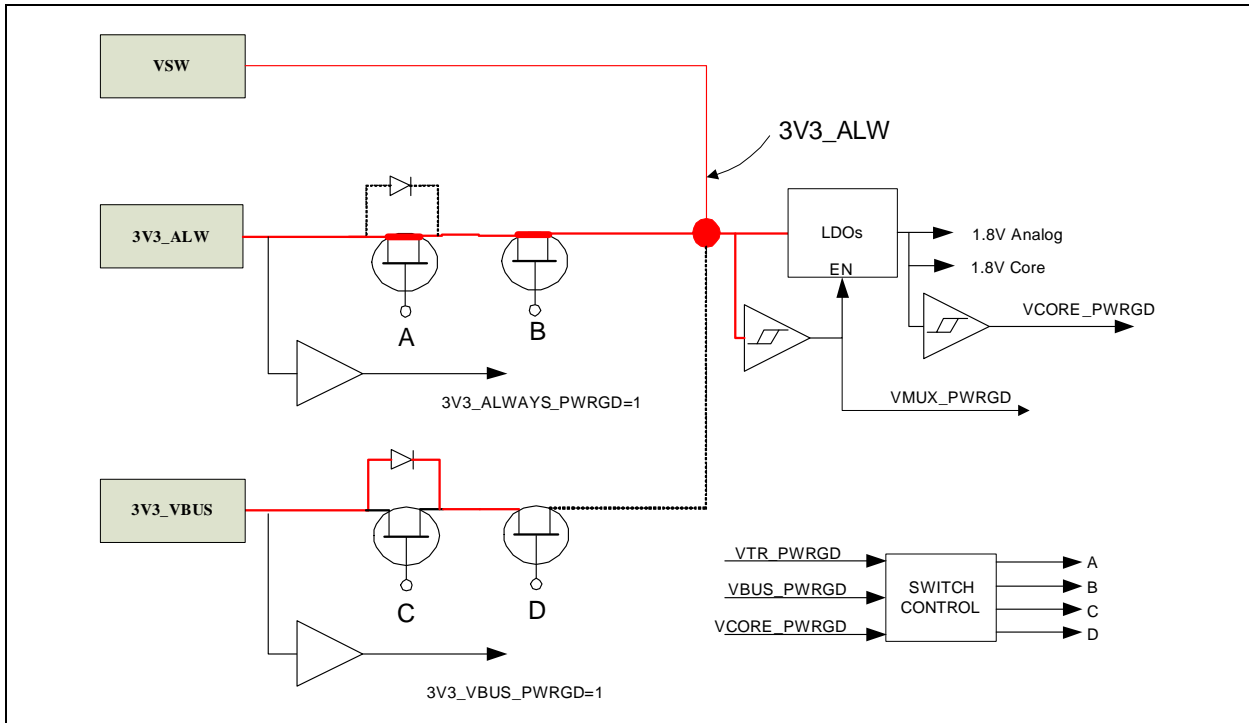 VSW
3V3_ALW
3V3_ALW
LDOs
EN
1.8V Analog
1.8V Core
A
B
VCORE_PWRGD
3V3_ALWAYS_PWRGD=1
VMUX_PWRGD
3V3_VBUS
C
D
3V3_VBUS_PWRGD=1
VTR_PWRGD
VBUS_PWRGD
VCORE_PWRGD
SWITCH
CONTROL
A
B
C
D